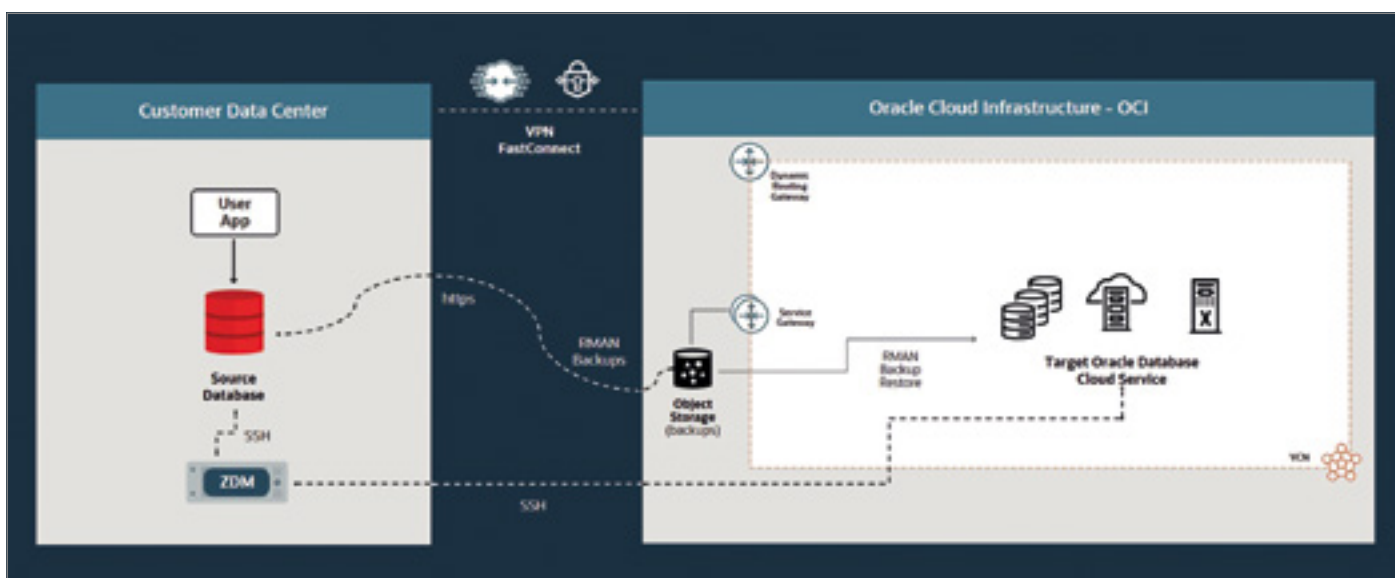 Customer Data Center
VPN
FastConnect
Oracle Cloud Infrastructure - OCI
Dynamic
Routing
Gateway
User
App
https
Service
Gateway
RMAN
Backups
RMAN
Backup
Restore
Target Oracle Database
Cloud Service
Source
Database
Object
Storage
(backups)
SSH
ZDM
SSH
VCN
X